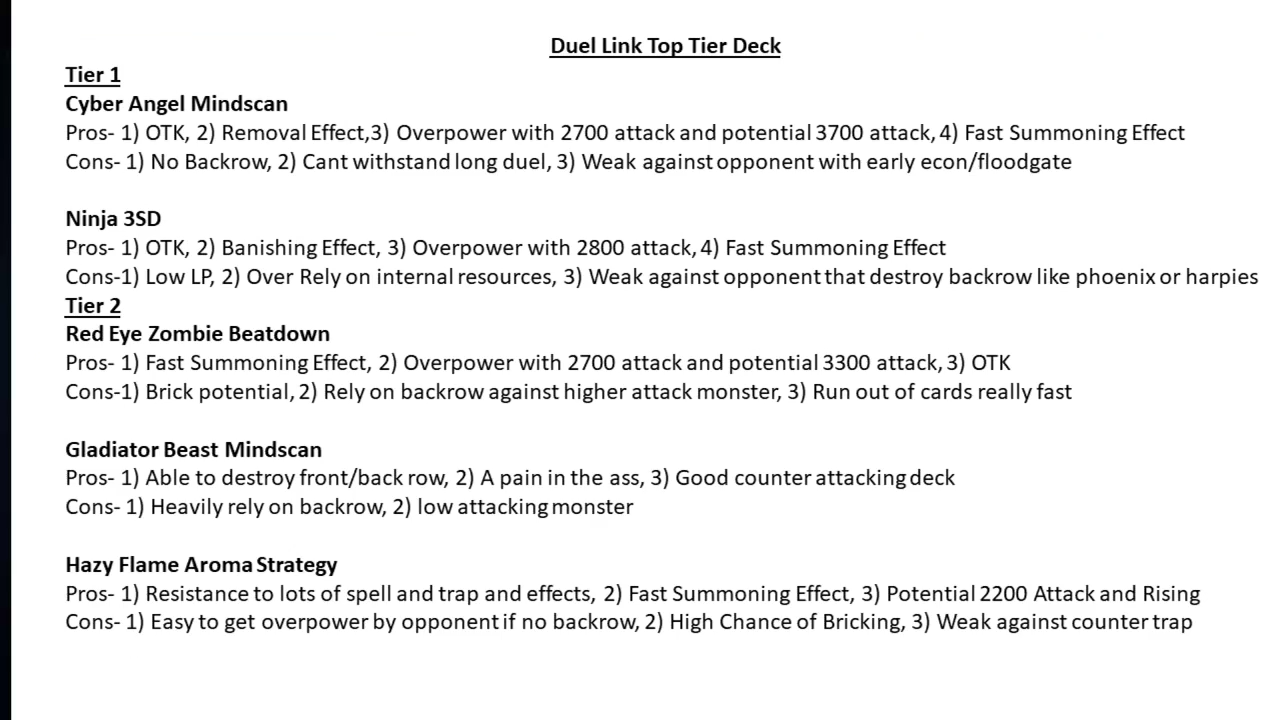 Duel Link Top Tier Deck
Tier 1
Cyber Angel Mindscan
Pros- 1) OTK, 2) Removal Effect,3) Overpower with 2700 attack and potential 3700 attack, 4) Fast Summoning Effect
Cons- 1) No Backrow, 2) Cant withstand long duel, 3) Weak against opponent with early econ/floodgate
Ninja 3SD
Pros- 1) OTK, 2) Banishing Effect, 3) Overpower with 2800 attack, 4) Fast Summoning Effect
Cons-1) Low LP, 2) Over Rely on internal resources, 3) Weak against opponent that destroy backrow like phoenix or harpies
Tier 2
Red Eye Zombie Beatdown
Pros- 1) Fast Summoning Effect, 2) Overpower with 2700 attack and potential 3300 attack, 3) OTK
Cons-1) Brick potential, 2) Rely on backrow against higher attack monster, 3) Run out of cards really fast
Gladiator Beast Mindscan
Pros- 1) Able to destroy front/back row, 2) A pain in the ass, 3) Good counter attacking deck
Cons- 1) Heavily rely on backrow, 2) low attacking monster
Hazy Flame Aroma Strategy
Pros- 1) Resistance to lots of spell and trap and effects, 2) Fast Summoning Effect, 3) Potential 2200 Attack and Rising
Cons- 1) Easy to get overpower by opponent if no backrow, 2) High Chance of Bricking, 3) Weak against counter trap